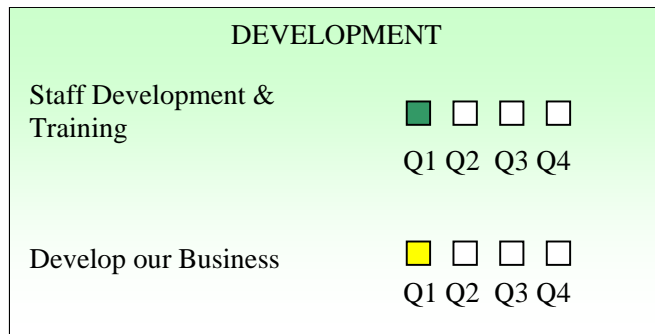 DEVELOPMENT
Staff Development &
Training
Q1 Q2 Q3 Q4
Develop our Business
Q1 Q2 Q3 Q4